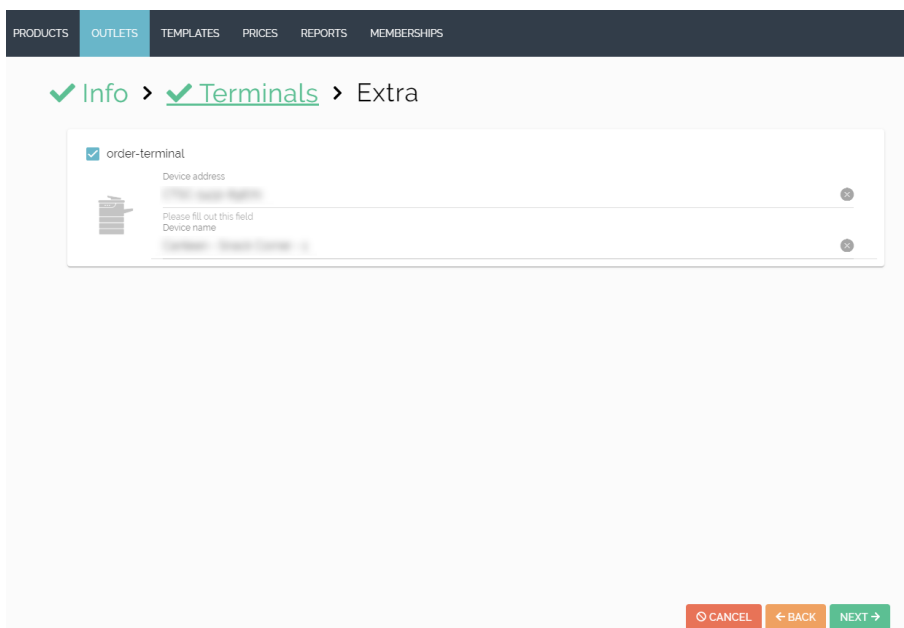 PRODUCTS OUTLETS TEMPLATES PRICES REPORTS MEMBERSHIPS
Info > Terminals > Extra
order-terminal
Device address
Please fill out this field
Device name
CANCEL BACK NEXT